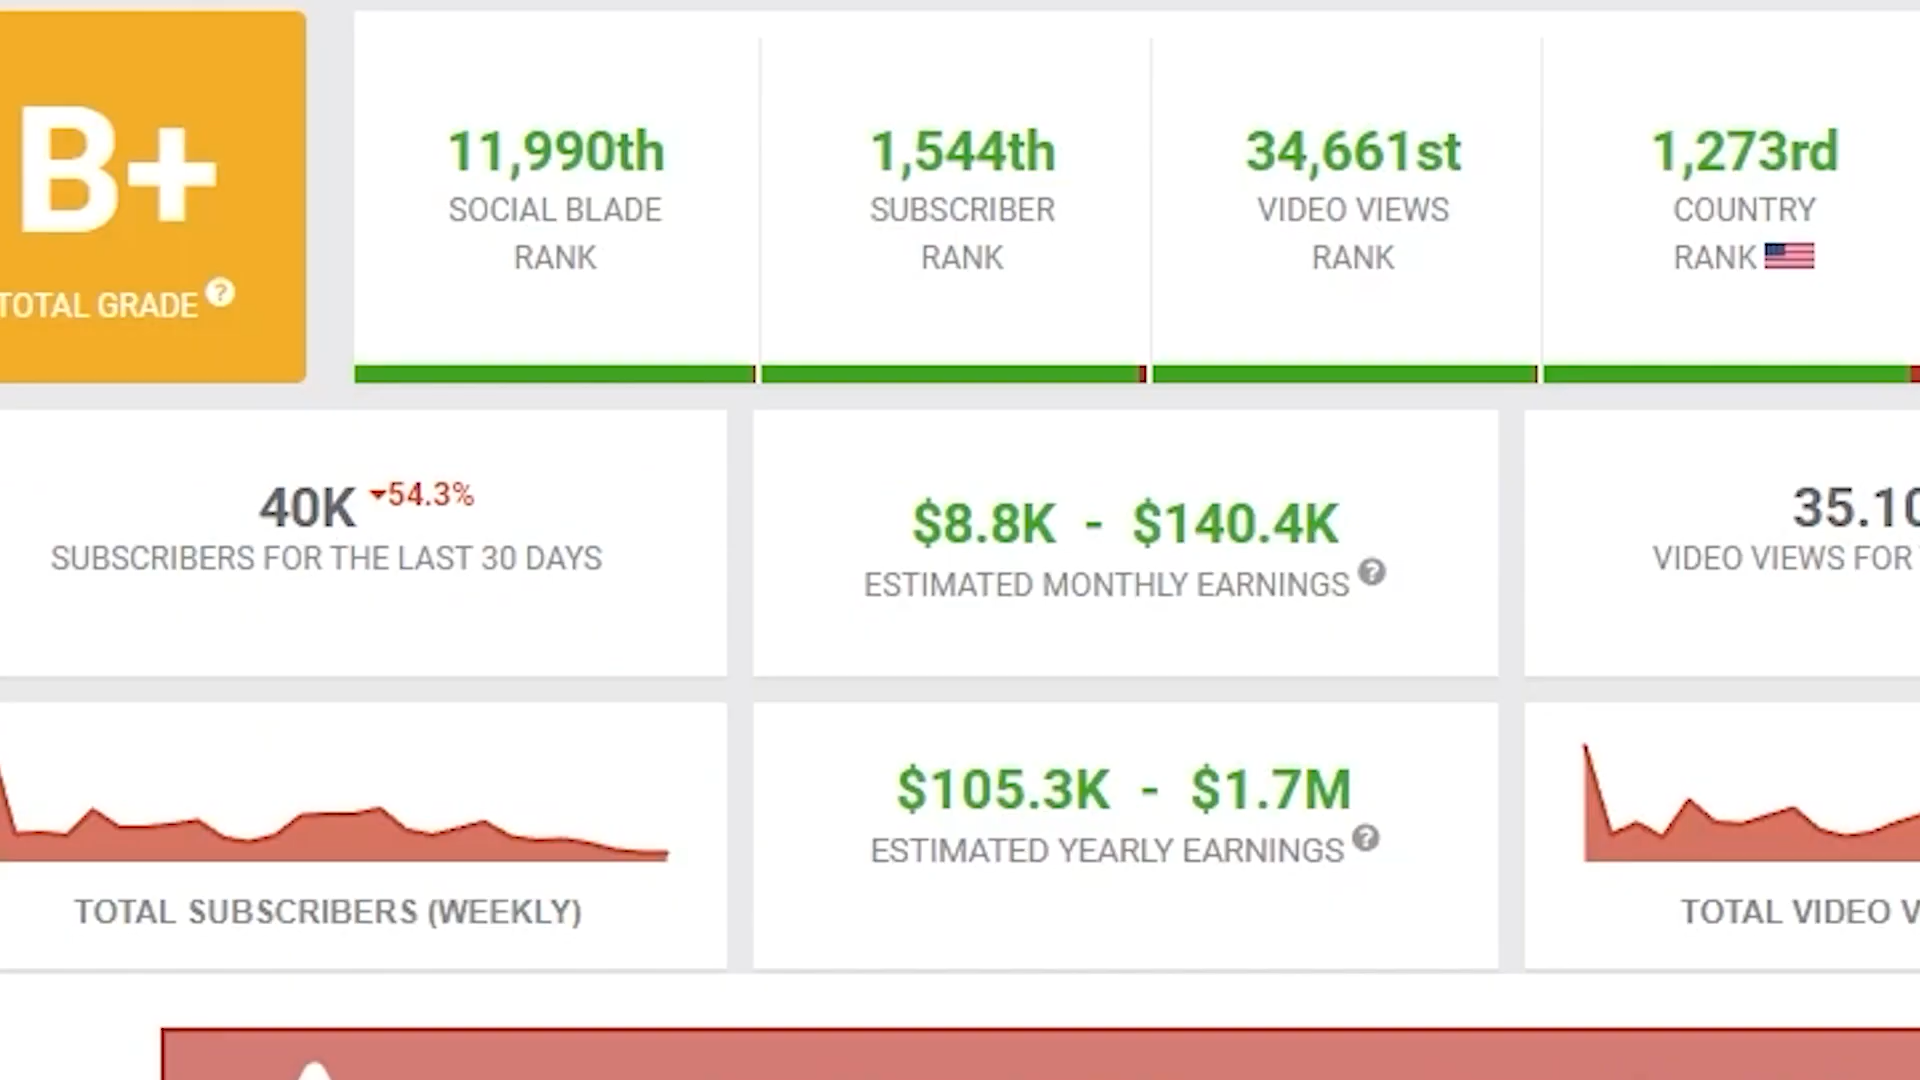 B+
TOTAL GRADE ?
11,990th
SOCIAL BLADE
RANK
1,544th
SUBSCRIBER
RANK
34,661st
VIDEO VIEWS
RANK
1,273rd
COUNTRY
RANK
40K 54.3%
SUBSCRIBERS FOR THE LAST 30 DAYS
$8.8K - $140.4K
ESTIMATED MONTHLY EARNINGS ?
35.10
VIDEO VIEWS FOR
TOTAL SUBSCRIBERS (WEEKLY)
$105.3K - $1.7M
ESTIMATED YEARLY EARNINGS ?
TOTAL VIDEO V